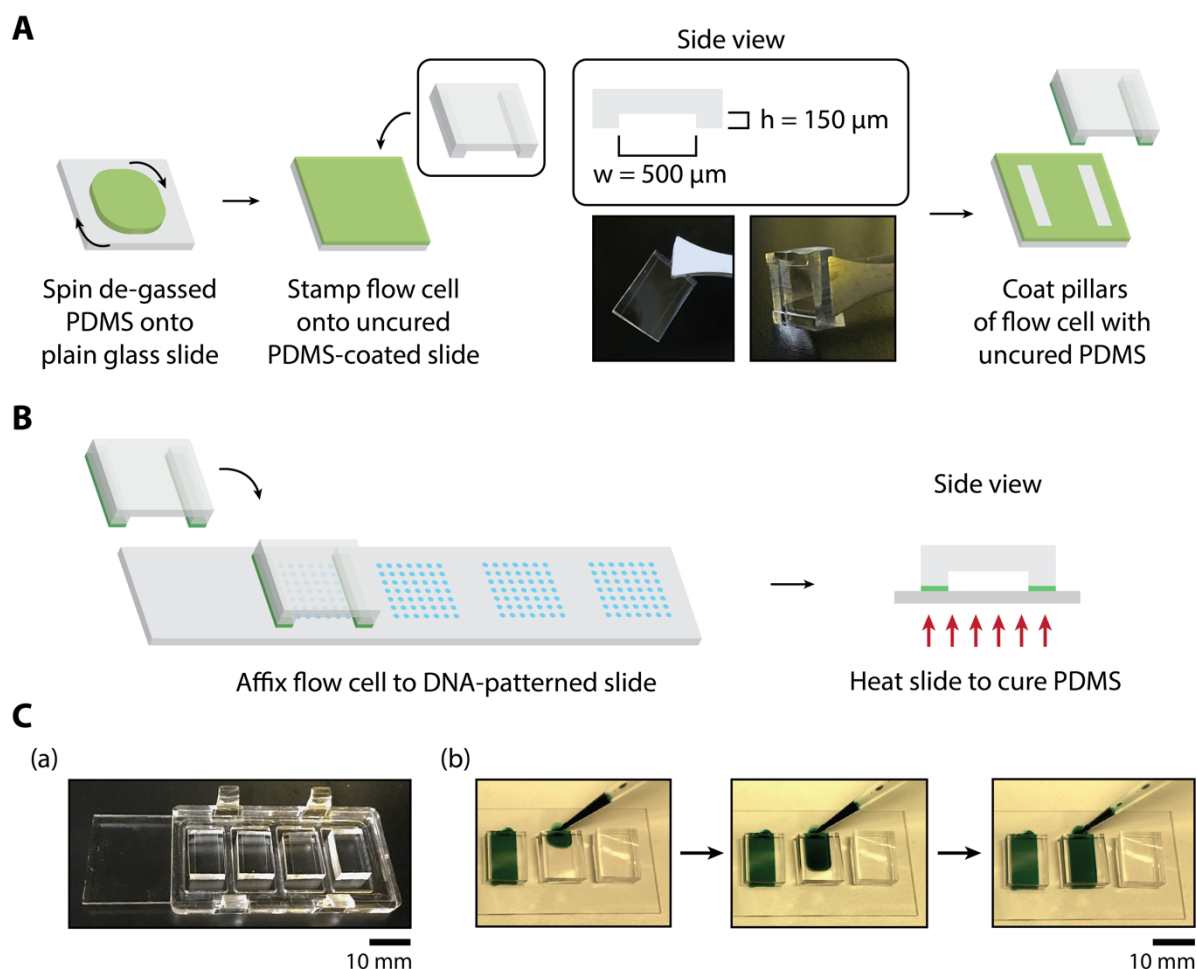 A
Side view
h = 150 μm
w = 500 μm
Spin de-gassed
PDMS onto
plain glass slide
Stamp flow cell
onto uncured
PDMS-coated slide
Coat pillars
of flow cell with
uncured PDMS
B
Side view
Affix flow cell to DNA-patterned slide
Heat slide to cure PDMS
C
(a)
(b)
10 mm
10 mm